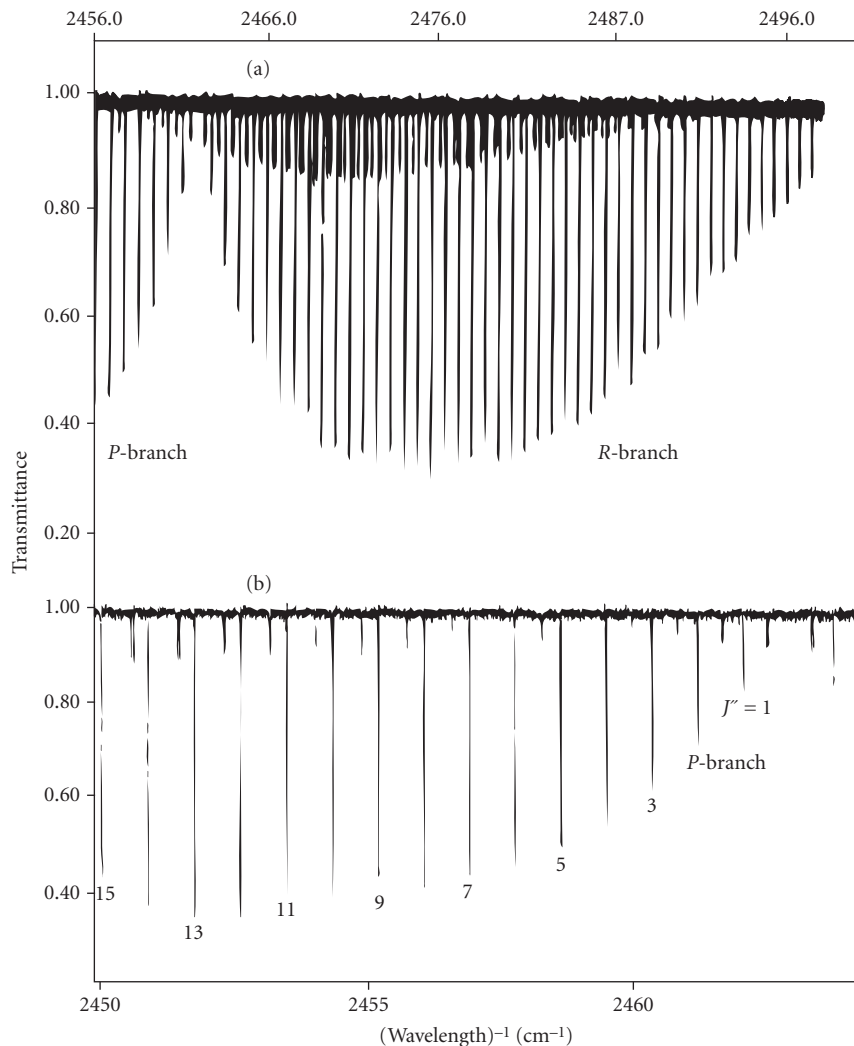 2456.0 2466.0 2476.0 2487.0 2496.0
(a)
1.00
0.80
0.60
0.40
P-branch R-branch
Transmittance
0.20
(b)
1.00
0.80
J″ = 1
P-branch
0.60
3
5
15 11 9 7
0.40
13
2450 2455 2460
(Wavelength)⁻¹ (cm⁻¹)